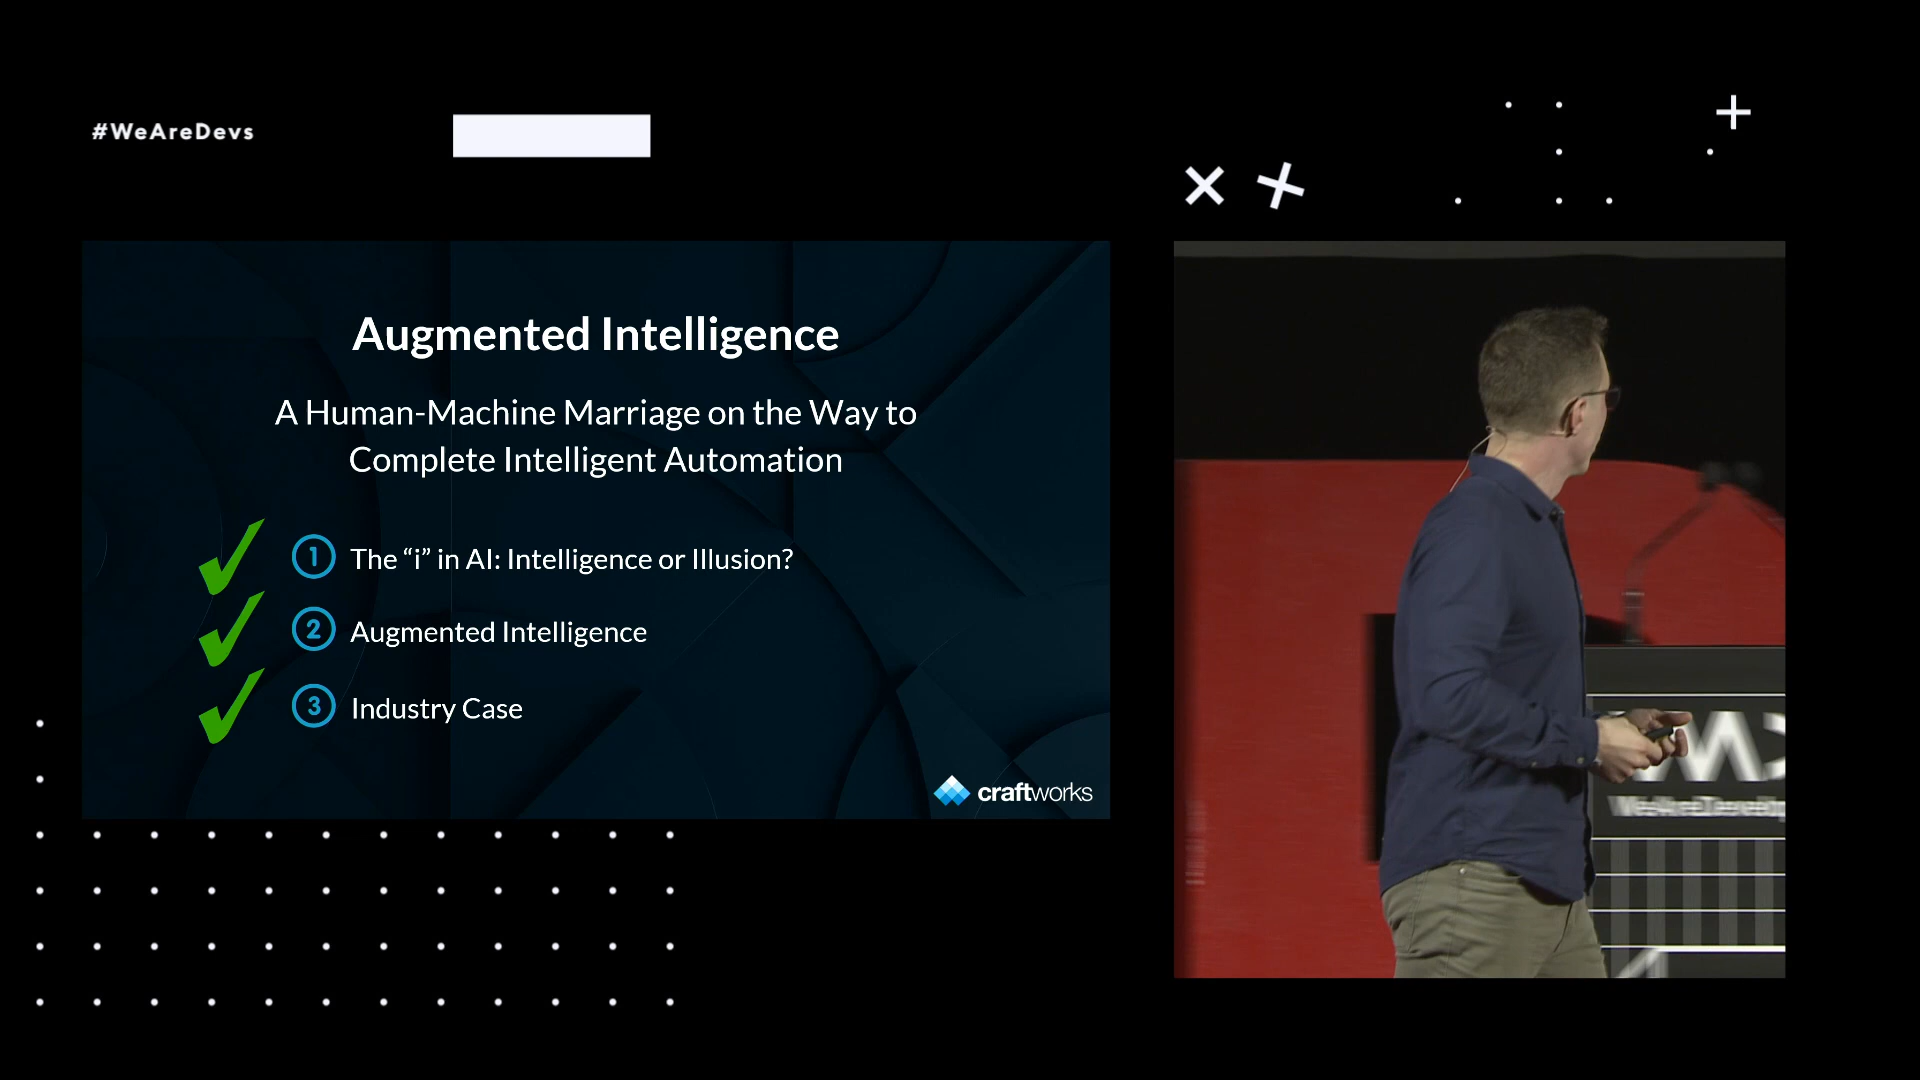 #WeAreDevs
Augmented Intelligence
A Human-Machine Marriage on the Way to
Complete Intelligent Automation
1 The “i” in AI: Intelligence or Illusion?
2 Augmented Intelligence
3 Industry Case
craftworks